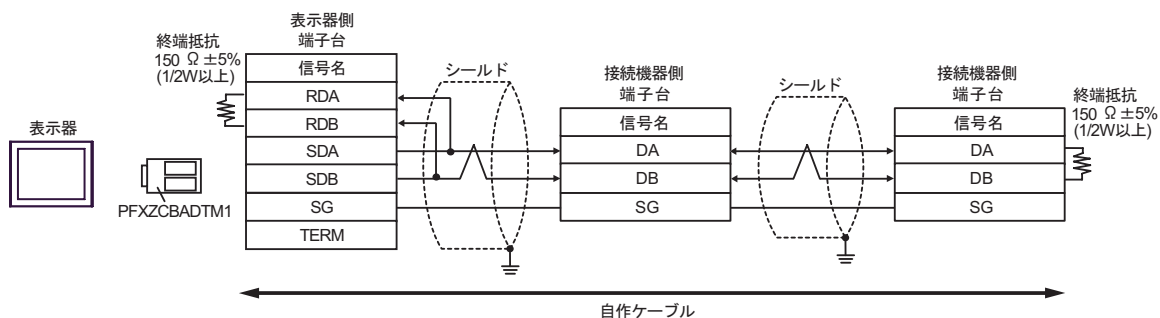 表示器
PFXZCBADTM1
終端抵抗
150 Ω ±5%
(1/2W以上)
表示器側
端子台
信号名
RDA
RDB
SDA
SDB
SG
TERM
シールド
接続機器側
端子台
信号名
DA
DB
SG
シールド
接続機器側
端子台
信号名
DA
DB
SG
終端抵抗
150 Ω ±5%
(1/2W以上)
自作ケーブル